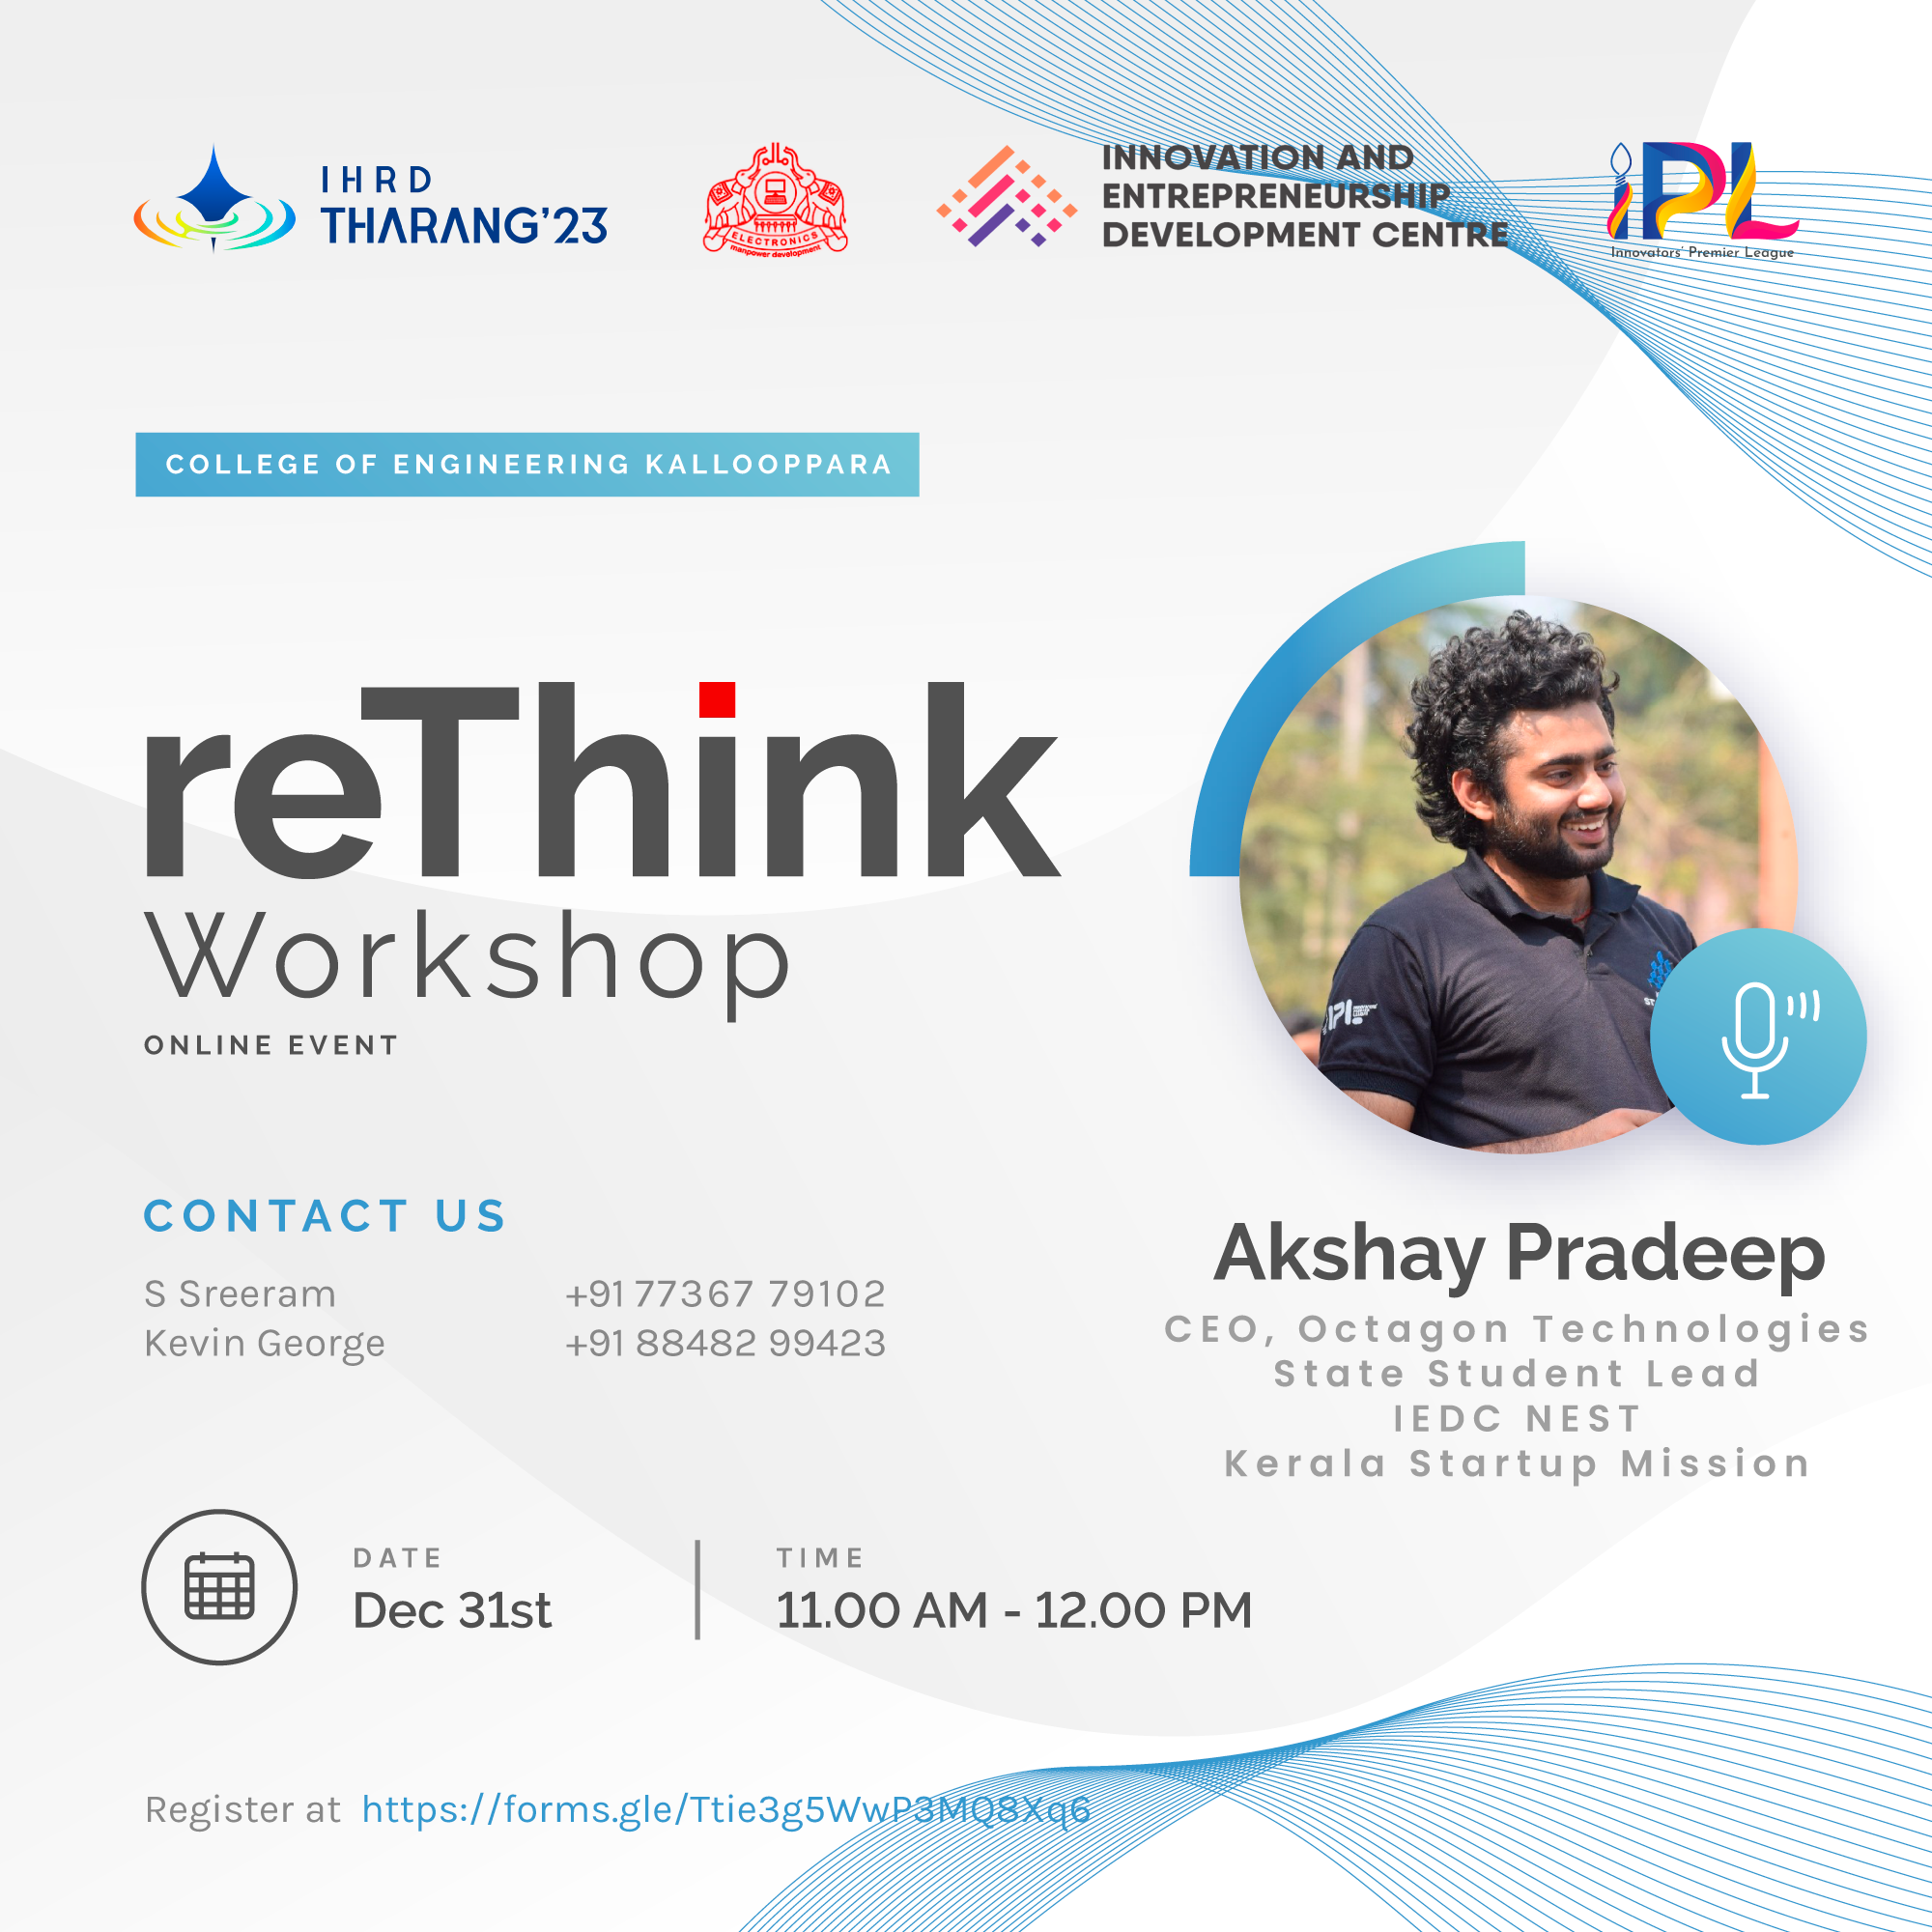 IHRD
THARANG'23
ELECTRONICS
manpower development
INNOVATION AND
ENTREPRENEURSHIP
DEVELOPMENT CENTRE
iPL
Innovators' Premier League
COLLEGE OF ENGINEERING KALLOOPPARA
reThink
Workshop
ONLINE EVENT
CONTACT US
S Sreeram +91 77367 79102
Kevin George +91 88482 99423
Akshay Pradeep
CEO, Octagon Technologies
State Student Lead
IEDC NEST
Kerala Startup Mission
DATE
Dec 31st
TIME
11.00 AM - 12.00 PM
Register at https://forms.gle/Ttie3g5WwP3MQ8Xq6